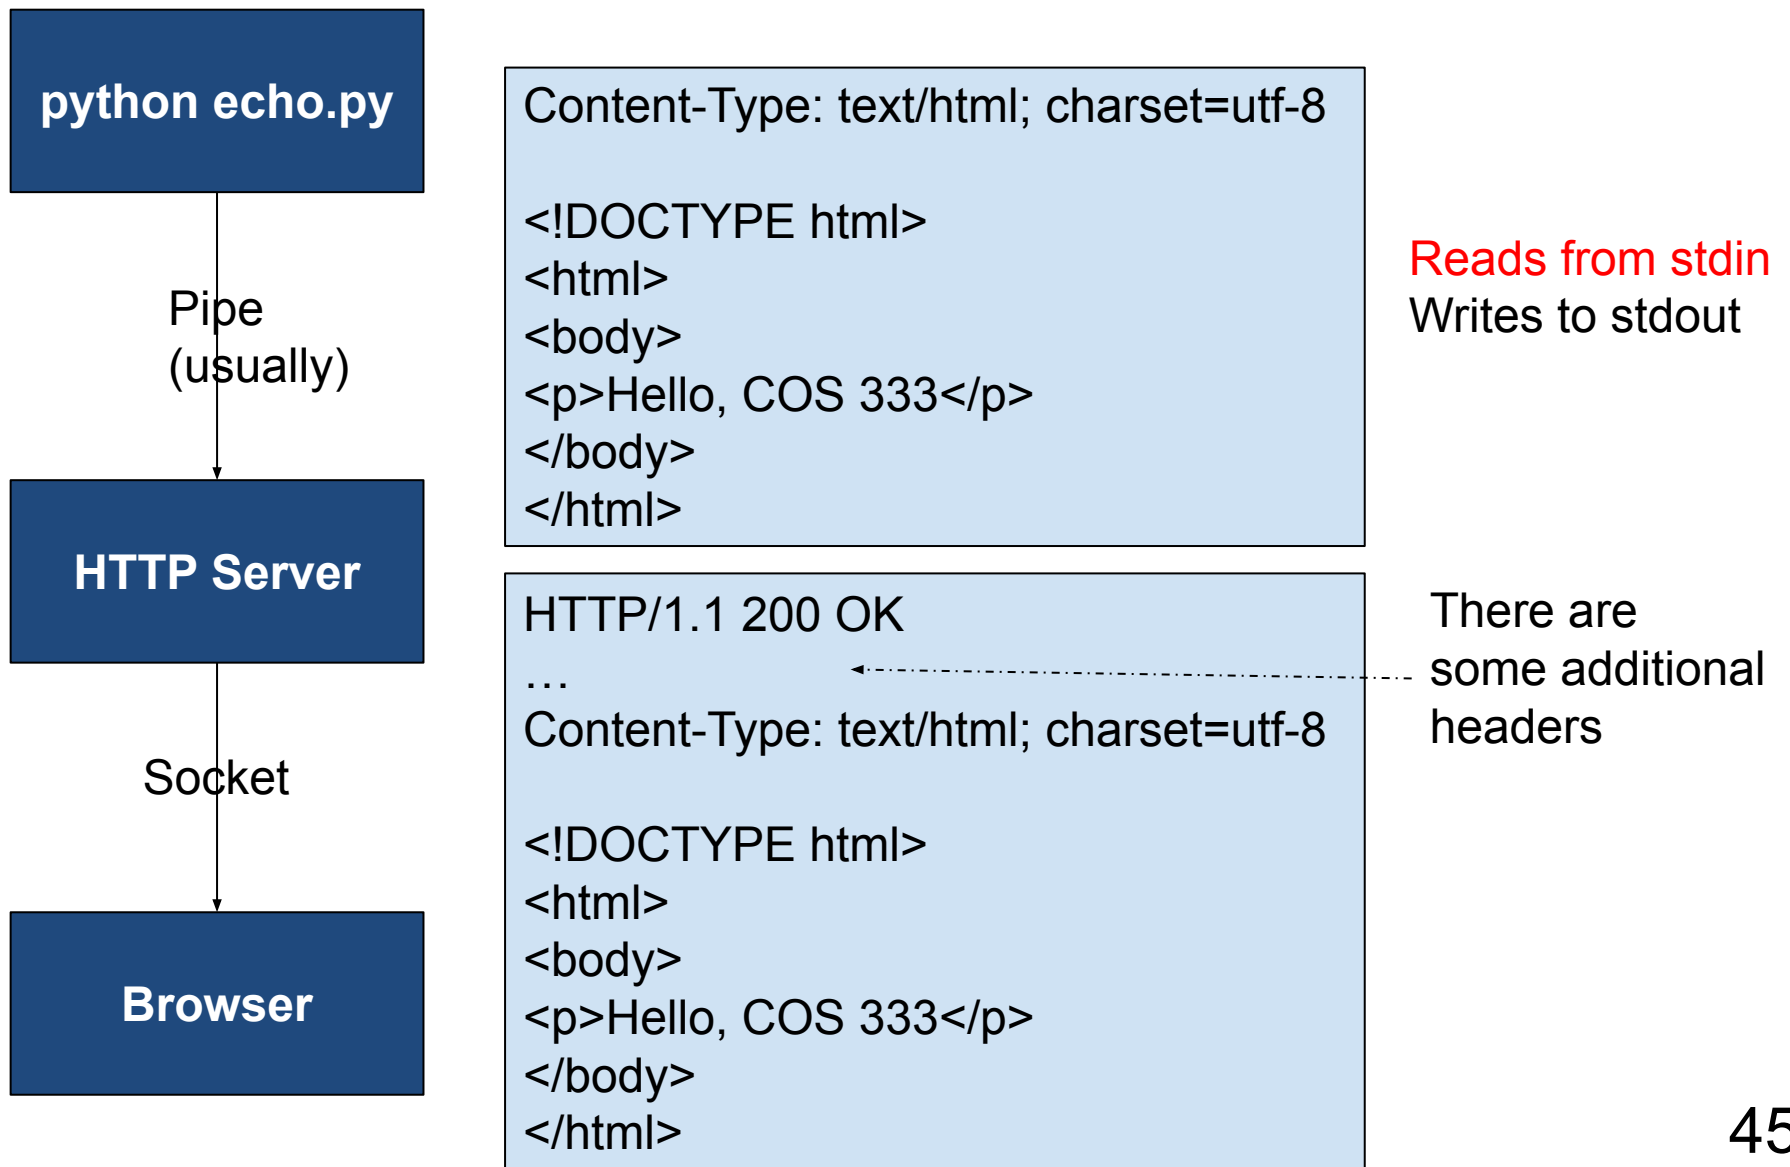 python echo.py
Content-Type: text/html; charset=utf-8
<!DOCTYPE html>
<html>
<body>
<p>Hello, COS 333</p>
</body>
</html>
Reads from stdin
Writes to stdout
Pipe
(usually)
HTTP Server
HTTP/1.1 200 OK
…
Content-Type: text/html; charset=utf-8
<!DOCTYPE html>
<html>
<body>
<p>Hello, COS 333</p>
</body>
</html>
There are
some additional
headers
Socket
Browser
45